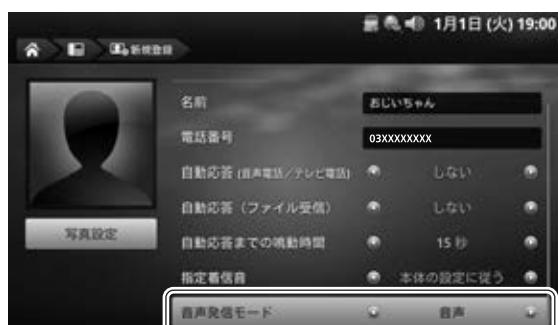 1月1日 (火) 19:00
新規登録
名前 おじいちゃん
電話番号 03XXXXXXXX
自動応答 (音声電話/テレビ電話) しない
自動応答 (ファイル受信) しない
写真設定
自動応答までの鳴動時間 15 秒
指定着信音 本体の設定に従う
音声発信モード 音声